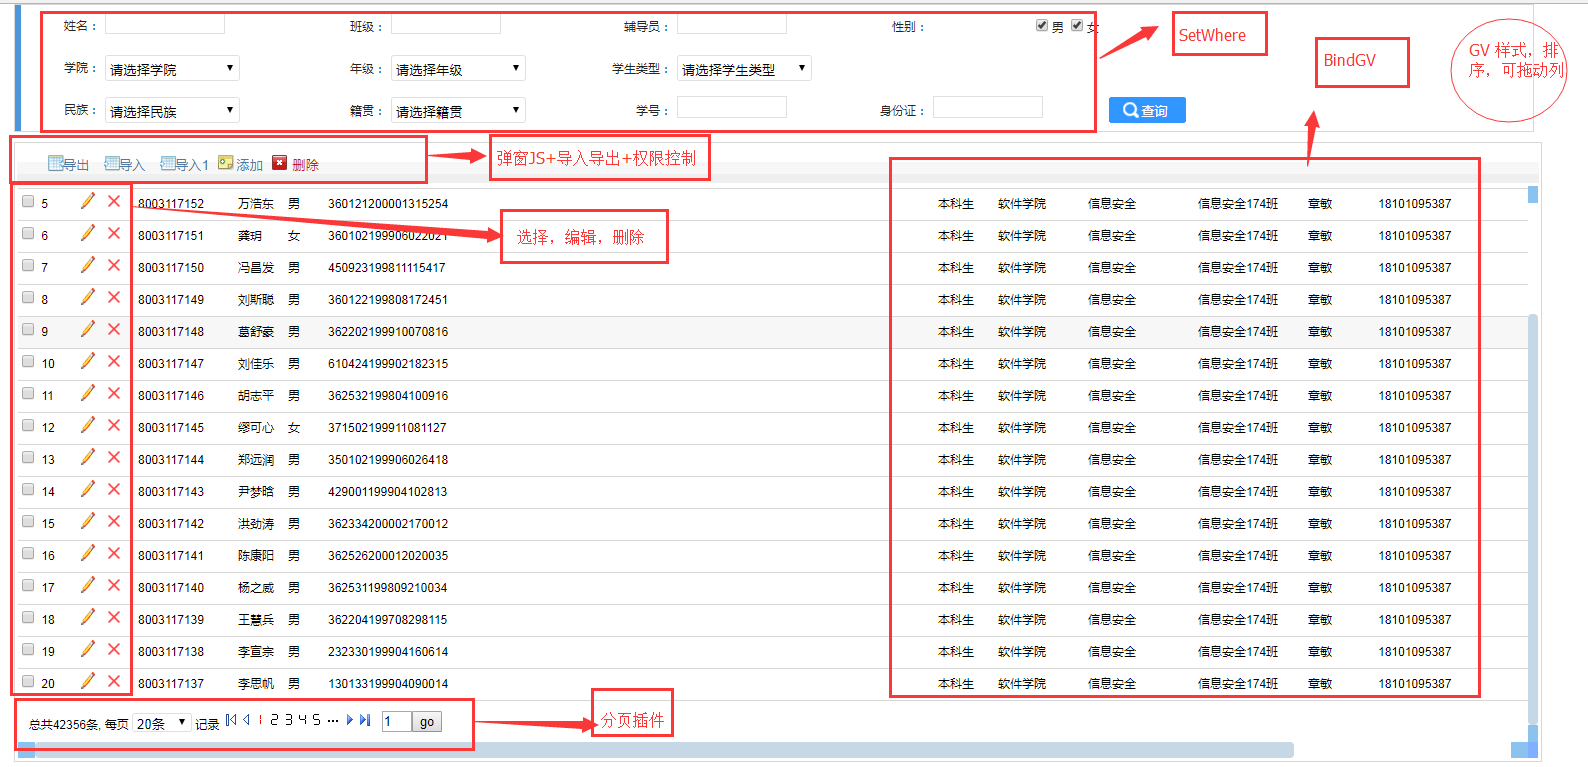 姓名： 班级： 辅导员： 性别： 男 女
SetWhere
BindGV
GV 样式，排
序，可拖动列
学院： 请选择学院 年级： 请选择年级 学生类型： 请选择学生类型
民族： 请选择民族 籍贯： 请选择籍贯 学号： 身份证： 查询
导出 导入 导入1 添加 删除
弹窗JS+导入导出+权限控制
5 8003117152 万浩东 男 360121200001315254 本科生 软件学院 信息安全 信息安全174班 章敏 18101095387
选择，编辑，删除
6 8003117151 龚玥 女 360102199906022021 本科生 软件学院 信息安全 信息安全174班 章敏 18101095387
7 8003117150 冯昌发 男 450923199811115417 本科生 软件学院 信息安全 信息安全174班 章敏 18101095387
8 8003117149 刘斯聪 男 360122199808172451 本科生 软件学院 信息安全 信息安全174班 章敏 18101095387
9 8003117148 葛舒豪 男 362202199910070816 本科生 软件学院 信息安全 信息安全174班 章敏 18101095387
10 8003117147 刘佳乐 男 610424199902182315 本科生 软件学院 信息安全 信息安全174班 章敏 18101095387
11 8003117146 胡志平 男 362532199804100916 本科生 软件学院 信息安全 信息安全174班 章敏 18101095387
12 8003117145 缪可心 女 371502199911081127 本科生 软件学院 信息安全 信息安全174班 章敏 18101095387
13 8003117144 郑远润 男 350102199906026418 本科生 软件学院 信息安全 信息安全174班 章敏 18101095387
14 8003117143 尹梦晗 男 429001199904102813 本科生 软件学院 信息安全 信息安全174班 章敏 18101095387
15 8003117142 洪劲涛 男 362334200002170012 本科生 软件学院 信息安全 信息安全174班 章敏 18101095387
16 8003117141 陈康阳 男 362526200012020035 本科生 软件学院 信息安全 信息安全174班 章敏 18101095387
17 8003117140 杨之威 男 362531199809210034 本科生 软件学院 信息安全 信息安全174班 章敏 18101095387
18 8003117139 王慧兵 男 362204199708298115 本科生 软件学院 信息安全 信息安全174班 章敏 18101095387
19 8003117138 李宣宗 男 232330199904160614 本科生 软件学院 信息安全 信息安全174班 章敏 18101095387
20 8003117137 李思帆 男 130133199904090014 本科生 软件学院 信息安全 信息安全174班 章敏 18101095387
总共42356条, 每页 20条 记录 1 2 3 4 5 ... 1 go
分页插件